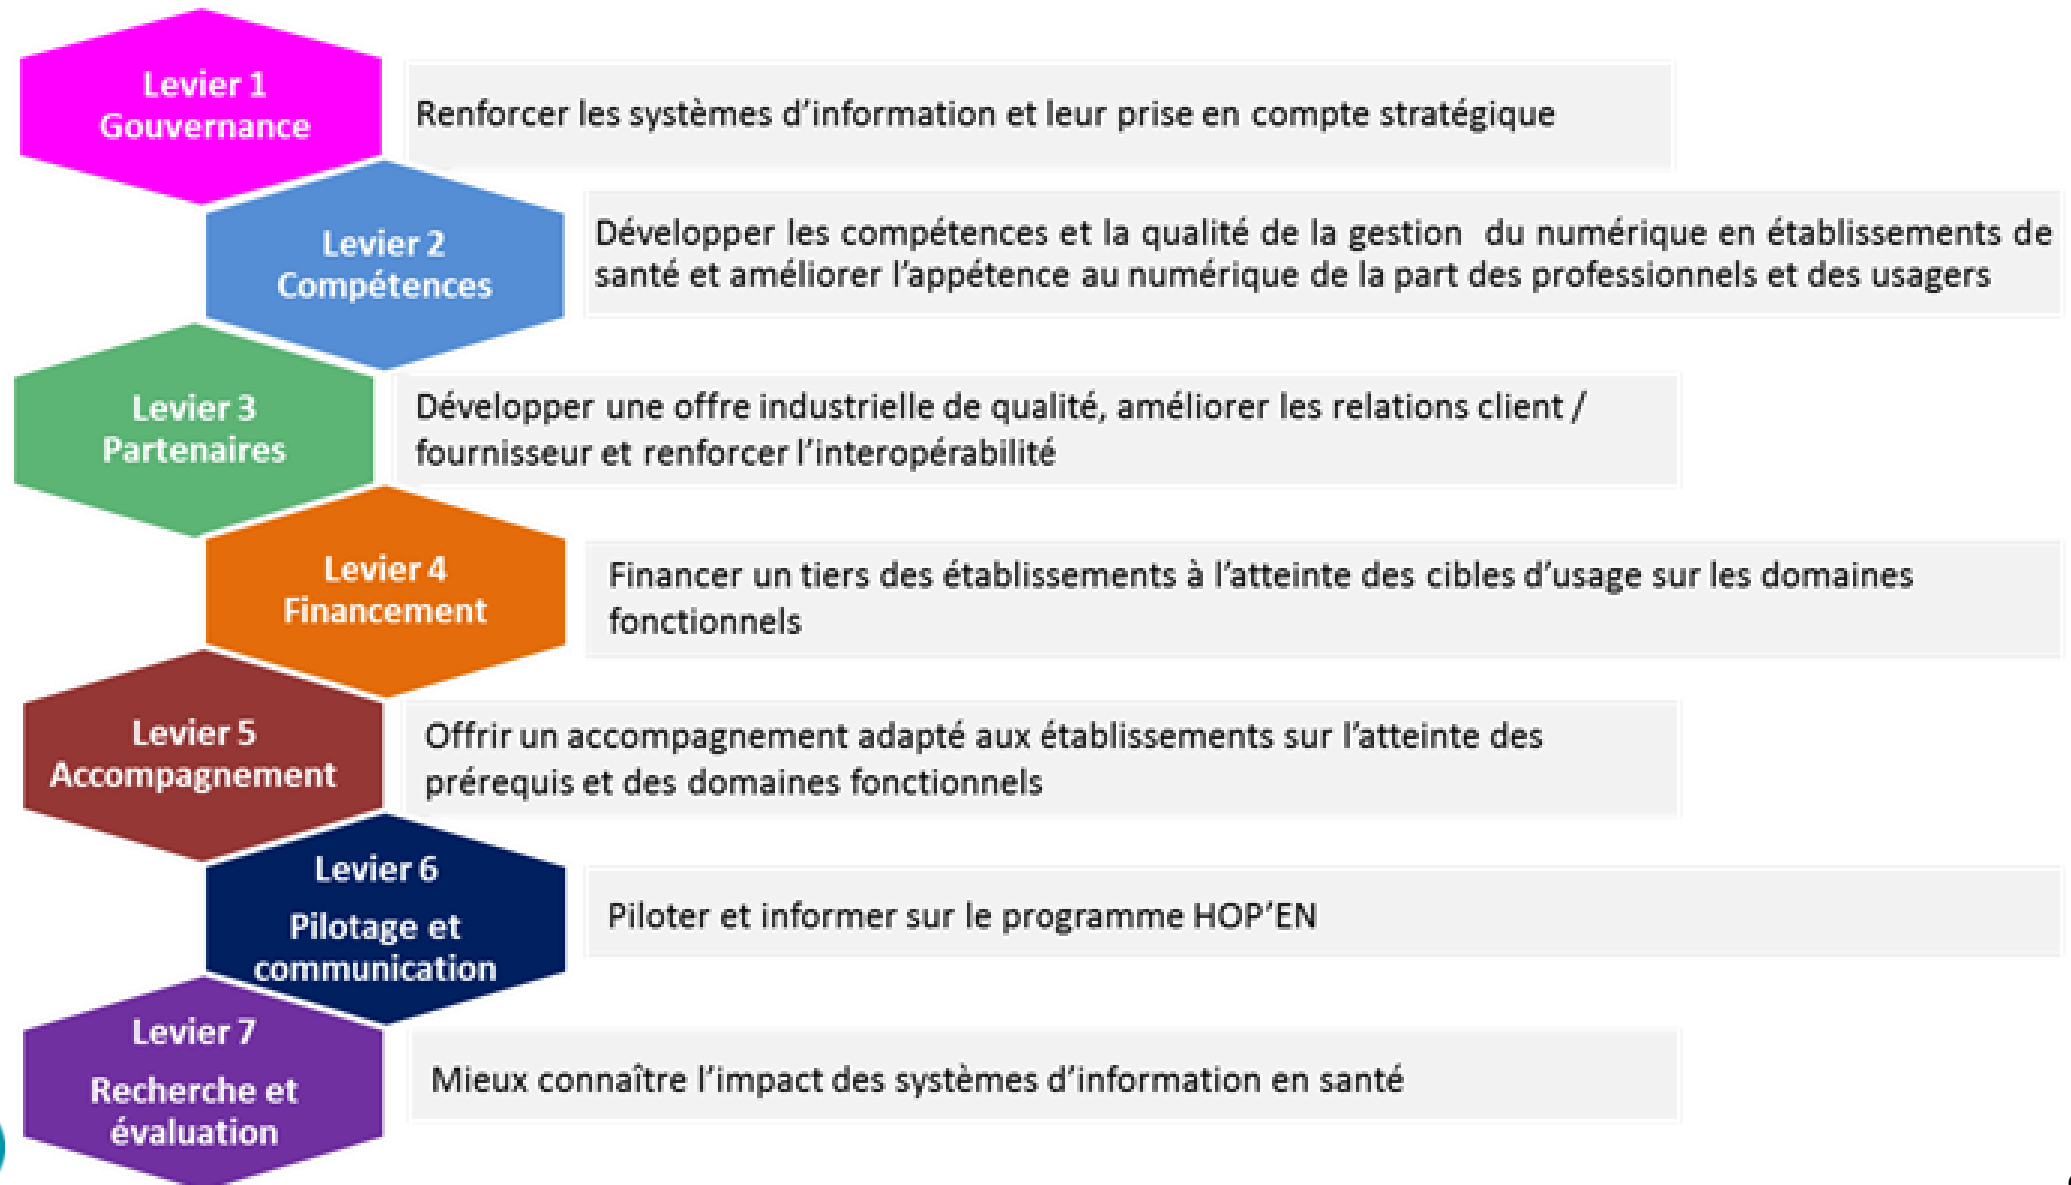 Levier 1
Gouvernance
Renforcer les systèmes d'information et leur prise en compte stratégique
Levier 2
Compétences
Développer les compétences et la qualité de la gestion du numérique en établissements de
santé et améliorer l'appétence au numérique de la part des professionnels et des usagers
Levier 3
Partenaires
Développer une offre industrielle de qualité, améliorer les relations client /
fournisseur et renforcer l'interopérabilité
Levier 4
Financement
Financer un tiers des établissements à l'atteinte des cibles d'usage sur les domaines
fonctionnels
Levier 5
Accompagnement
Offrir un accompagnement adapté aux établissements sur l'atteinte des
prérequis et des domaines fonctionnels
Levier 6
Pilotage et
communication
Piloter et informer sur le programme HOP'EN
Levier 7
Recherche et
évaluation
Mieux connaître l'impact des systèmes d'information en santé